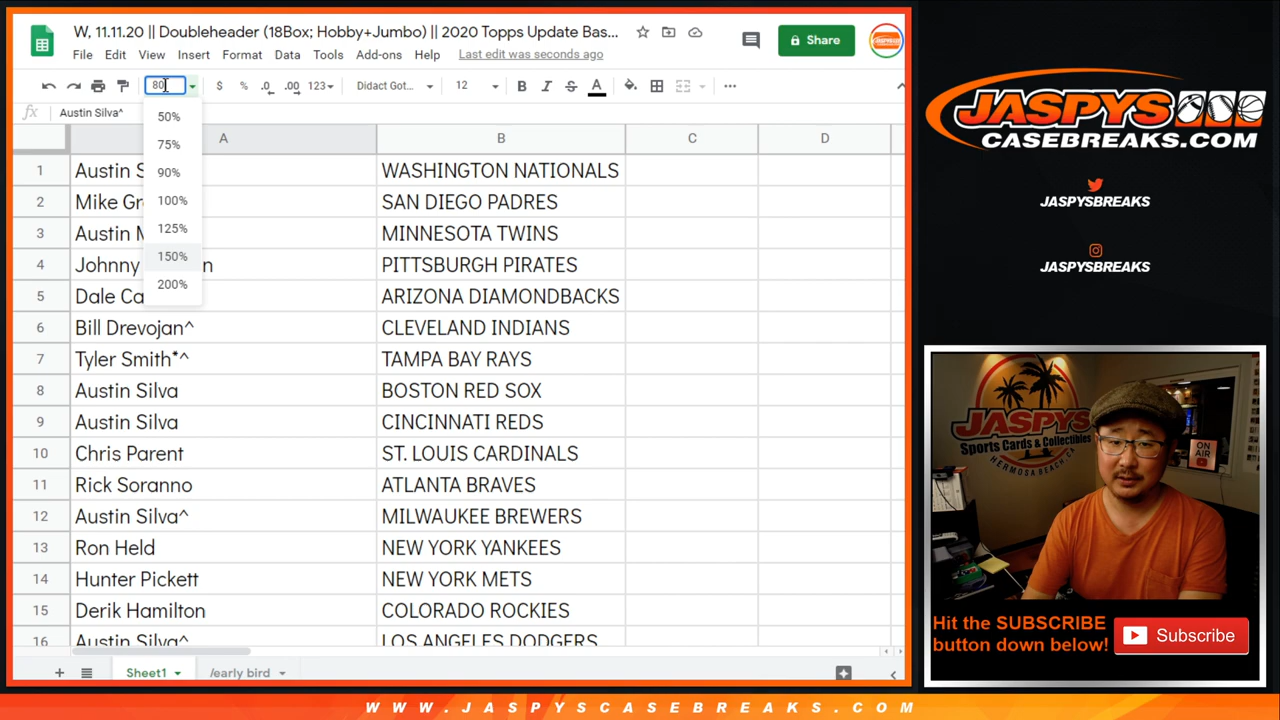 W, 11.11.20 || Doubleheader (18Box; Hobby+Jumbo) || 2020 Topps Update Bas...
File Edit View Insert Format Data Tools Add-ons Help Last edit was seconds ago
Share
80 $ % .0 .00 123 Didact Got... 12 B I S A
fx Austin Silva^
50%
75%
90%
100%
125%
150%
200%
A B C D
1 Austin S WASHINGTON NATIONALS
2 Mike Gr SAN DIEGO PADRES
3 Austin M MINNESOTA TWINS
4 Johnny n PITTSBURGH PIRATES
5 Dale Ca ARIZONA DIAMONDBACKS
6 Bill Drevojan^ CLEVELAND INDIANS
7 Tyler Smith*^ TAMPA BAY RAYS
8 Austin Silva BOSTON RED SOX
9 Austin Silva CINCINNATI REDS
10 Chris Parent ST. LOUIS CARDINALS
11 Rick Soranno ATLANTA BRAVES
12 Austin Silva^ MILWAUKEE BREWERS
13 Ron Held NEW YORK YANKEES
14 Hunter Pickett NEW YORK METS
15 Derik Hamilton COLORADO ROCKIES
16 Austin Silva^ LOS ANGELES DODGERS
Sheet1 /early bird
JASPYS
CASEBREAKS.COM
JASPYSBREAKS
JASPYSBREAKS
JASPYS
Sports Cards & Collectibles
HERMOSA BEACH, CA
ON AIR
Hit the SUBSCRIBE
button down below!
Subscribe
WWW.JASPYSCASEBREAKS.COM